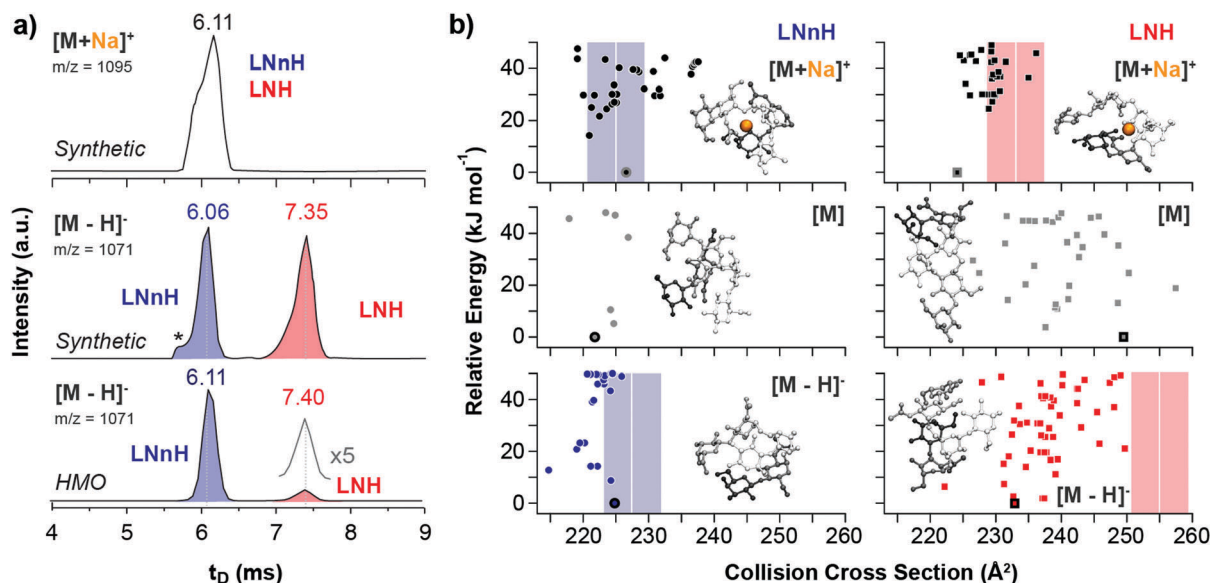 a)
6.11
[M+Na]⁺
m/z = 1095
LNnH
LNH
Synthetic
[M - H]⁻
m/z = 1071
6.06
7.35
LNnH
LNH
*
Synthetic
[M - H]⁻
m/z = 1071
6.11
7.40
LNnH
x5
LNH
HMO
Intensity (a.u.)
4 5 6 7 8 9
t_D (ms)
b)
LNnH
[M+Na]⁺
LNH
[M+Na]⁺
40
20
0
[M]
[M]
40
20
0
[M - H]⁻
[M - H]⁻
40
20
0
Relative Energy (kJ mol⁻¹)
220 230 240 250 260
220 230 240 250 260
Collision Cross Section (Å²)